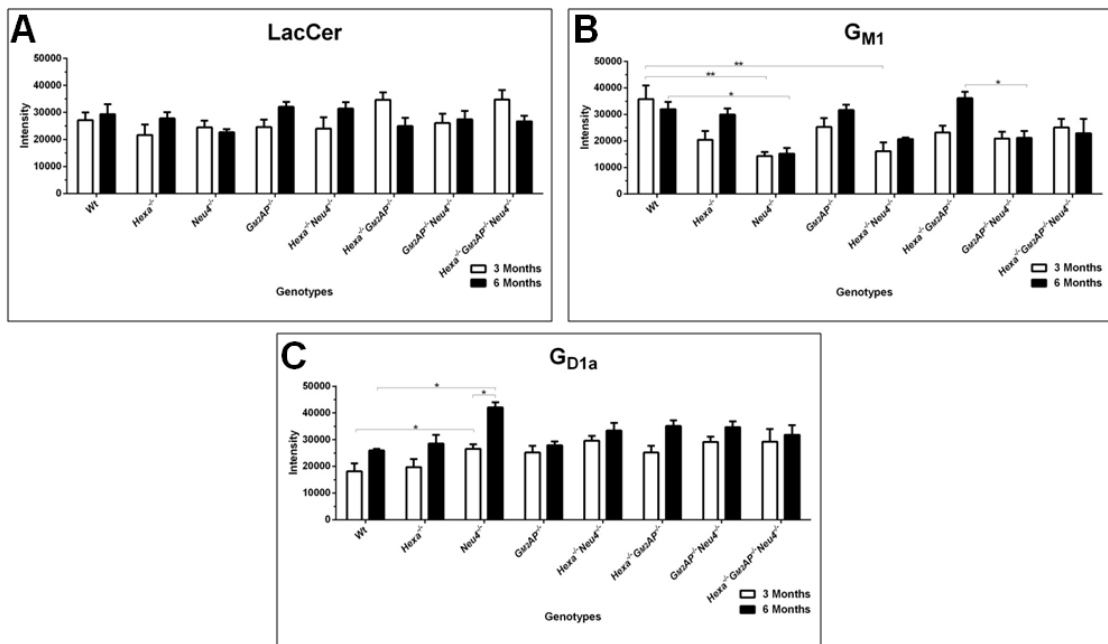 A
LacCer
50000
40000
30000
20000
10000
0
Intensity
Wt
Hexa-/-
Neu4-/-
GM2AP-/-
Hexa-/-Neu4-/-
Hexa-/-GM2AP-/-
GM2AP-/-Neu4-/-
Hexa-/-GM2AP-/-Neu4-/-
3 Months
6 Months
Genotypes
B
GM1
50000
40000
30000
20000
10000
0
Intensity
**
**
*
*
Wt
Hexa-/-
Neu4-/-
GM2AP-/-
Hexa-/-Neu4-/-
Hexa-/-GM2AP-/-
GM2AP-/-Neu4-/-
Hexa-/-GM2AP-/-Neu4-/-
3 Months
6 Months
Genotypes
C
GD1a
50000
40000
30000
20000
10000
0
Intensity
*
*
*
Wt
Hexa-/-
Neu4-/-
GM2AP-/-
Hexa-/-Neu4-/-
Hexa-/-GM2AP-/-
GM2AP-/-Neu4-/-
Hexa-/-GM2AP-/-Neu4-/-
3 Months
6 Months
Genotypes